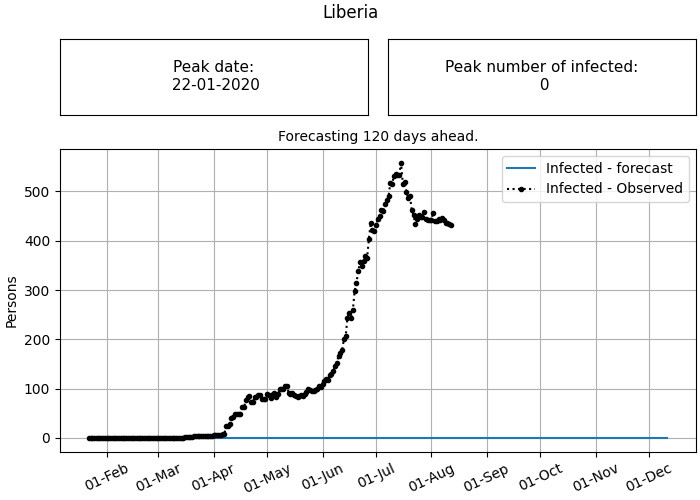 Liberia
Peak date:
22-01-2020
Peak number of infected:
0
Forecasting 120 days ahead.
Infected - forecast
Infected - Observed
Persons
500
400
300
200
100
0
01-Feb
01-Mar
01-Apr
01-May
01-Jun
01-Jul
01-Aug
01-Sep
01-Oct
01-Nov
01-Dec